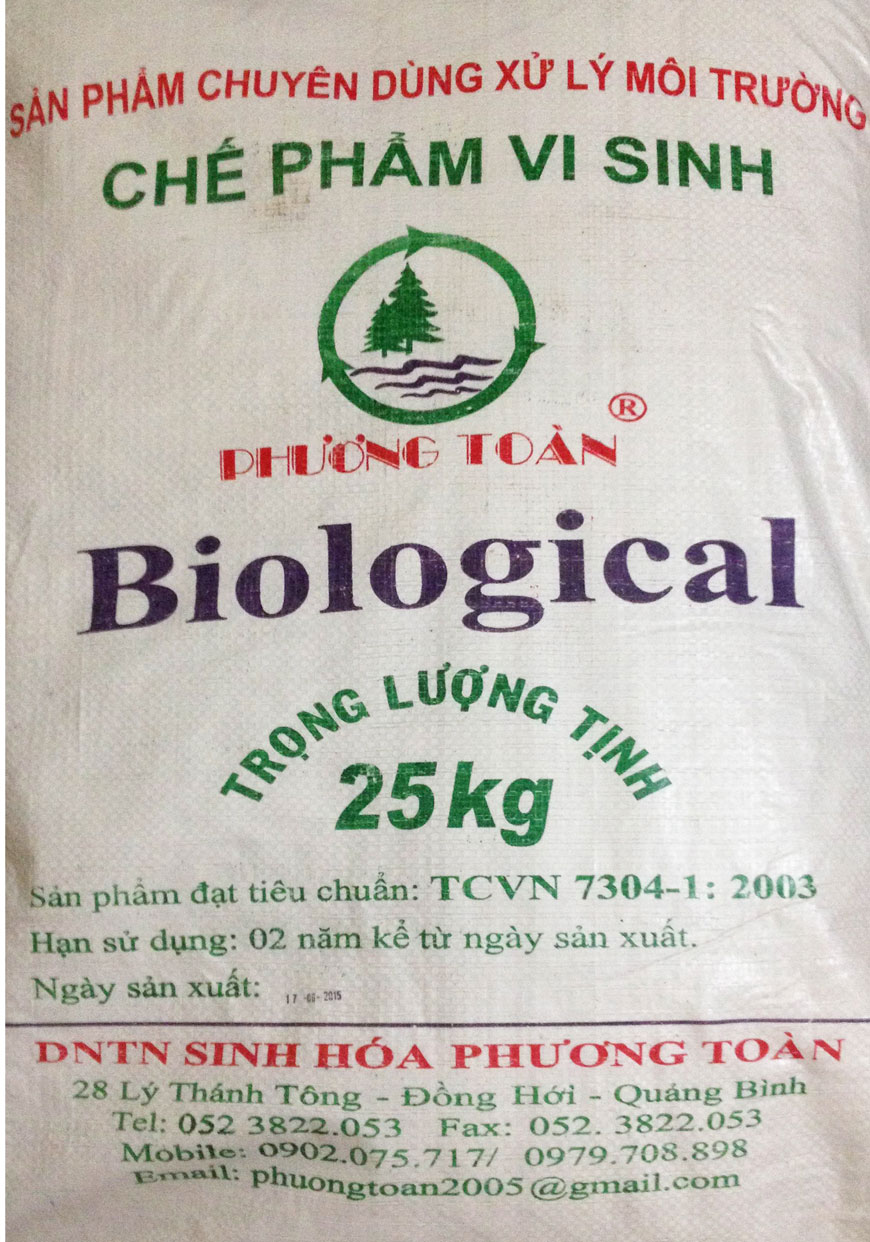 SẢN PHẨM CHUYÊN DÙNG XỬ LÝ MÔI TRƯỜNG
CHẾ PHẨM VI SINH
®
PHƯƠNG TOÀN
Biological
TRỌNG LƯỢNG TỊNH
25kg
Sản phẩm đạt tiêu chuẩn: TCVN 7304-1: 2003
Hạn sử dụng: 02 năm kể từ ngày sản xuất.
Ngày sản xuất:
DNTN SINH HÓA PHƯƠNG TOÀN
28 Lý Thánh Tông - Đồng Hới - Quảng Bình
Tel: 052 3822.053 Fax: 052. 3822.053
Mobile: 0902.075.717/ 0979.708.898
Email: phuongtoan2005@gmail.com